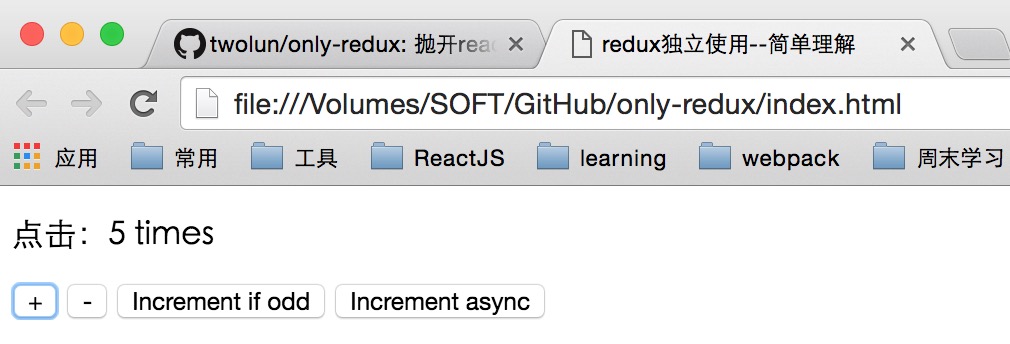 twolun/only-redux: 抛开rea
redux独立使用--简单理解
file:///Volumes/SOFT/GitHub/only-redux/index.html
应用 常用 工具 ReactJS learning webpack 周末学习
点击：5 times
+ - Increment if odd Increment async